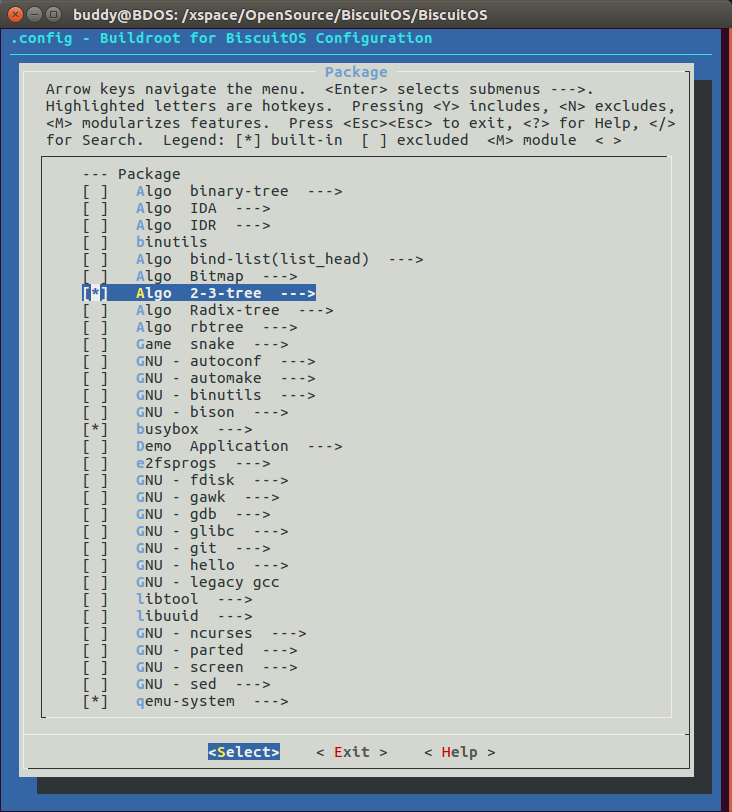 buddy@BDOS: /xspace/OpenSource/BiscuitOS/BiscuitOS
.config - Buildroot for BiscuitOS Configuration
Package
Arrow keys navigate the menu.  <Enter> selects submenus --->.
Highlighted letters are hotkeys.  Pressing <Y> includes, <N> excludes,
<M> modularizes features.  Press <Esc><Esc> to exit, <?> for Help, </>
for Search.  Legend: [*] built-in  [ ] excluded  <M> module  < >
--- Package
[ ]   Algo  binary-tree  --->
[ ]   Algo  IDA  --->
[ ]   Algo  IDR  --->
[ ]   binutils
[ ]   Algo  bind-list(list_head)  --->
[ ]   Algo  Bitmap  --->
[*]   Algo  2-3-tree  --->
[ ]   Algo  Radix-tree  --->
[ ]   Algo  rbtree  --->
[ ]   Game  snake  --->
[ ]   GNU - autoconf  --->
[ ]   GNU - automake  --->
[ ]   GNU - binutils  --->
[ ]   GNU - bison  --->
[*]   busybox  --->
[ ]   Demo  Application  --->
[ ]   e2fsprogs  --->
[ ]   GNU - fdisk  --->
[ ]   GNU - gawk  --->
[ ]   GNU - gdb  --->
[ ]   GNU - glibc  --->
[ ]   GNU - git  --->
[ ]   GNU - hello  --->
[ ]   GNU - legacy gcc
[ ]   libtool  --->
[ ]   libuuid  --->
[ ]   GNU - ncurses  --->
[ ]   GNU - parted  --->
[ ]   GNU - screen  --->
[ ]   GNU - sed  --->
[*]   qemu-system  --->
<Select>    < Exit >    < Help >